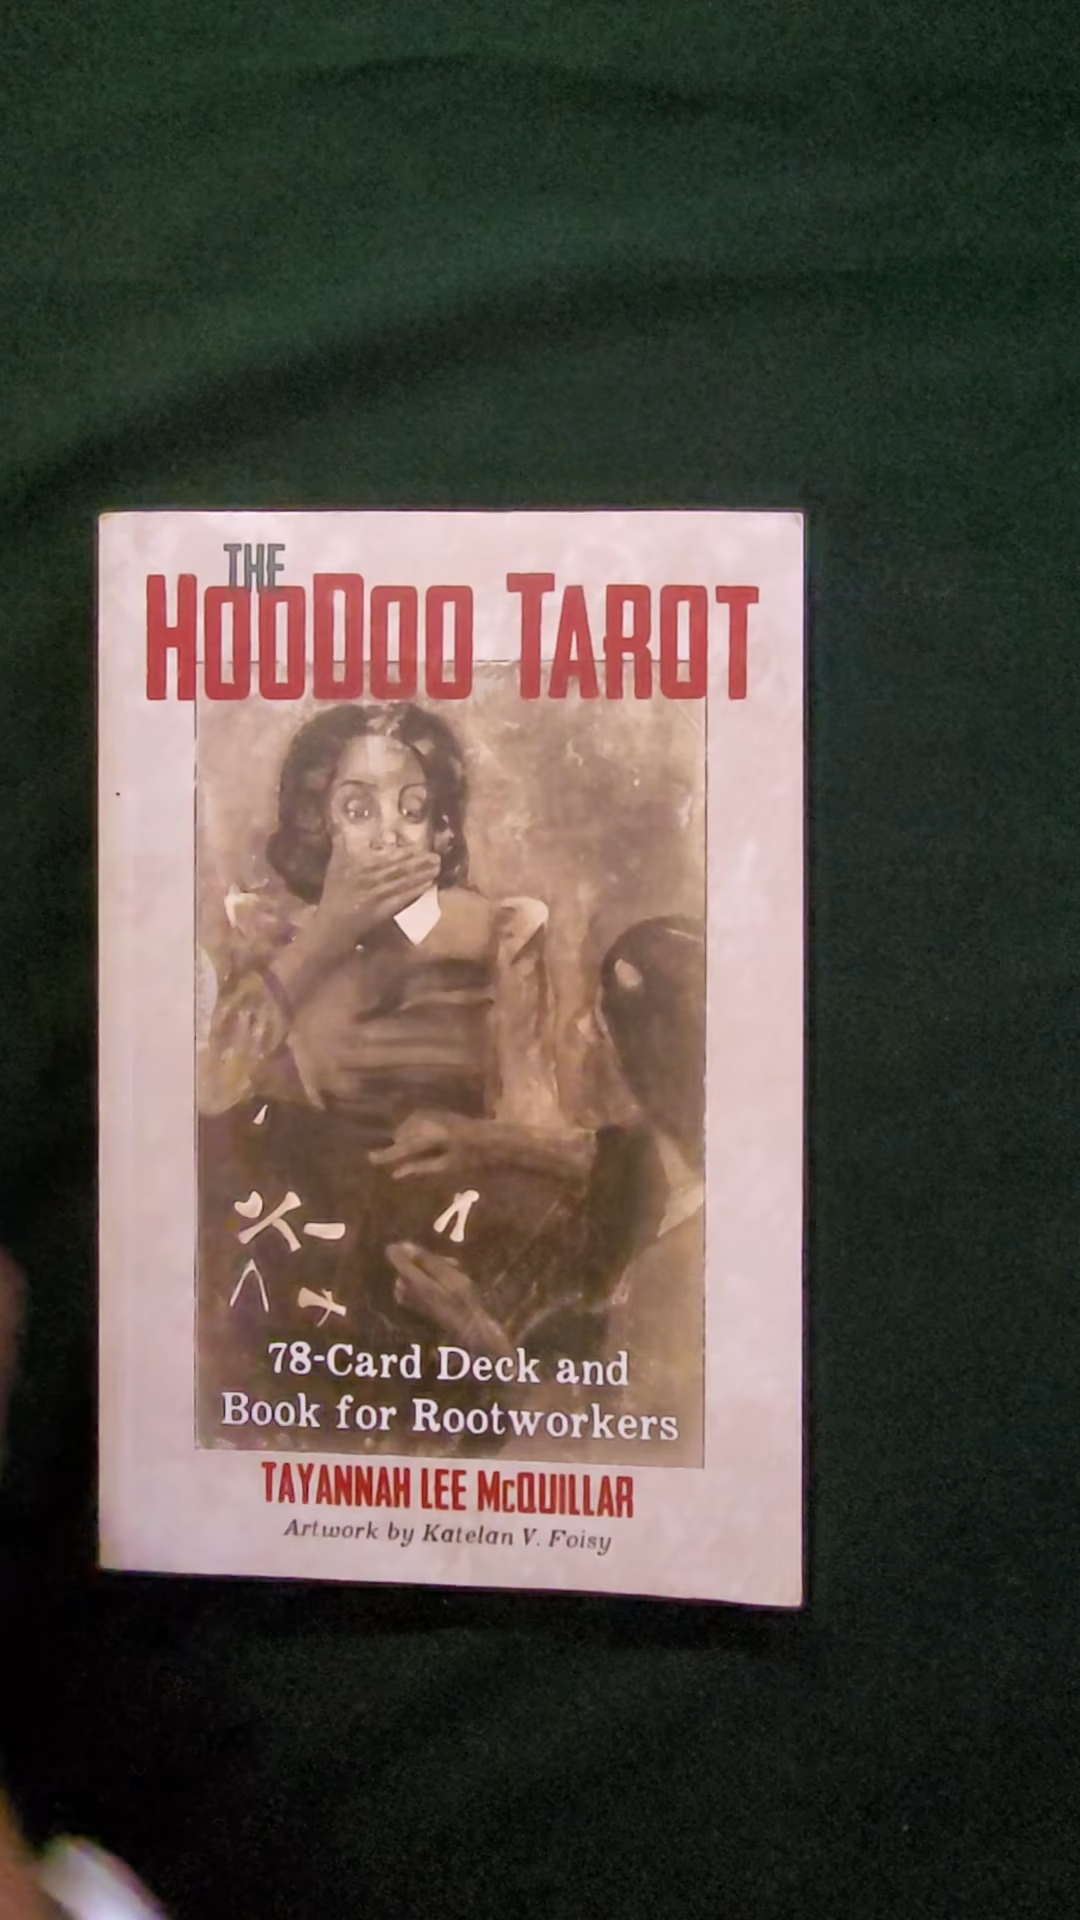 THE
HOODOO TAROT
78-Card Deck and
Book for Rootworkers
TAYANNAH LEE MCQUILLAR
Artwork by Katelan V. Foisy